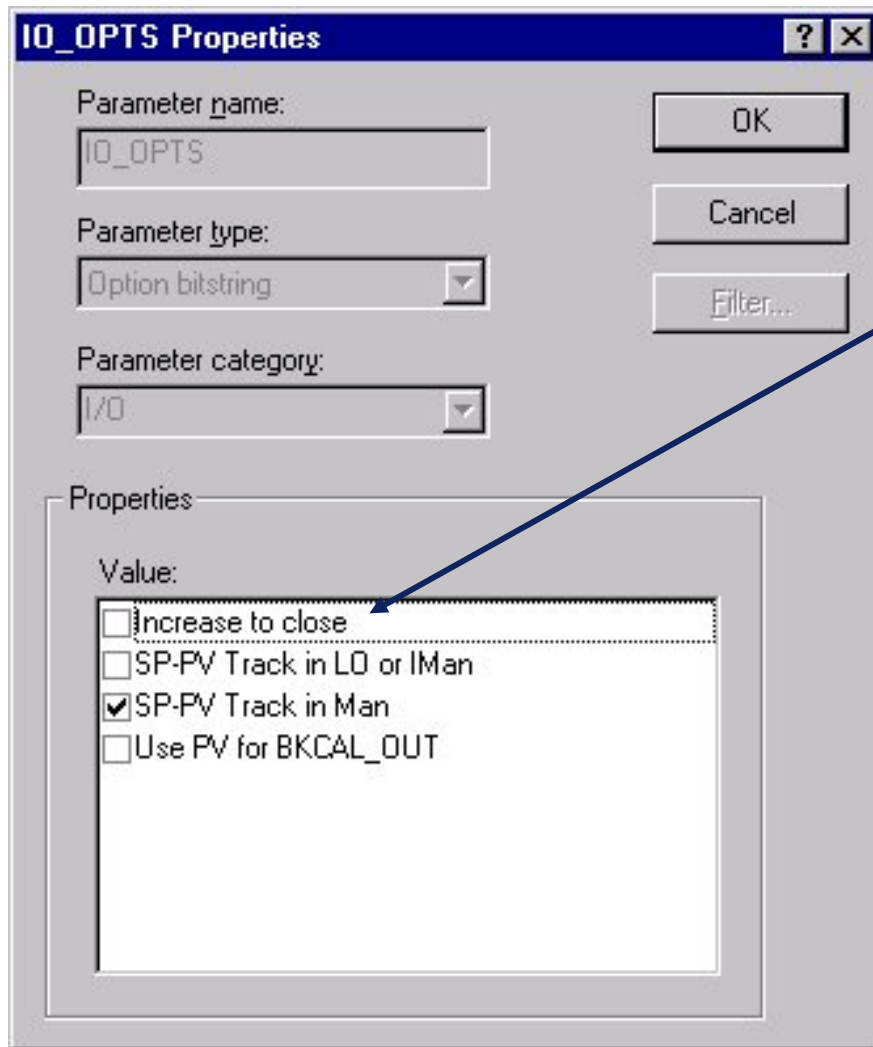 IO_OPTS Properties
Parameter name:
IO_OPTS
OK
Parameter type:
Option bitstring
Cancel
Filter...
Parameter category:
I/O
Properties
Value:
Increase to close
SP-PV Track in LO or IMan
SP-PV Track in Man
Use PV for BKCAL_OUT